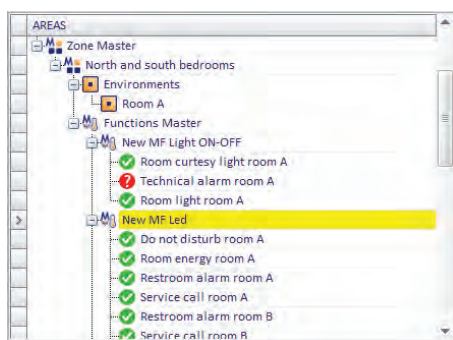 AREAS
Zone Master
North and south bedrooms
Environments
Room A
Functions Master
New MF Light ON-OFF
Room curtesy light room A
Technical alarm room A
Room light room A
New MF Led
Do not disturb room A
Room energy room A
Restroom alarm room A
Service call room A
Restroom alarm room B
Service call room B